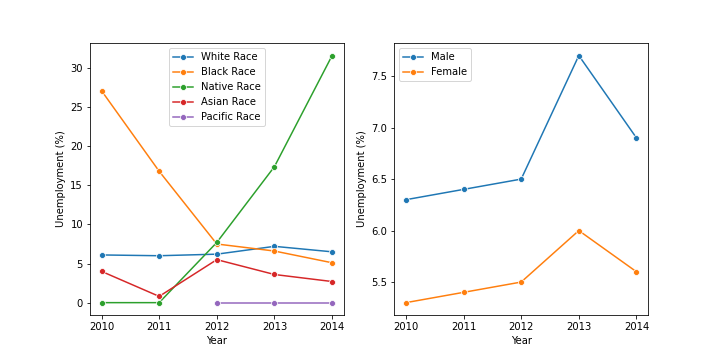 White Race
Black Race
Native Race
Asian Race
Pacific Race
30
25
20
15
10
5
0
Unemployment (%)
2010 2011 2012 2013 2014
Year
Male
Female
7.5
7.0
6.5
6.0
5.5
Unemployment (%)
2010 2011 2012 2013 2014
Year